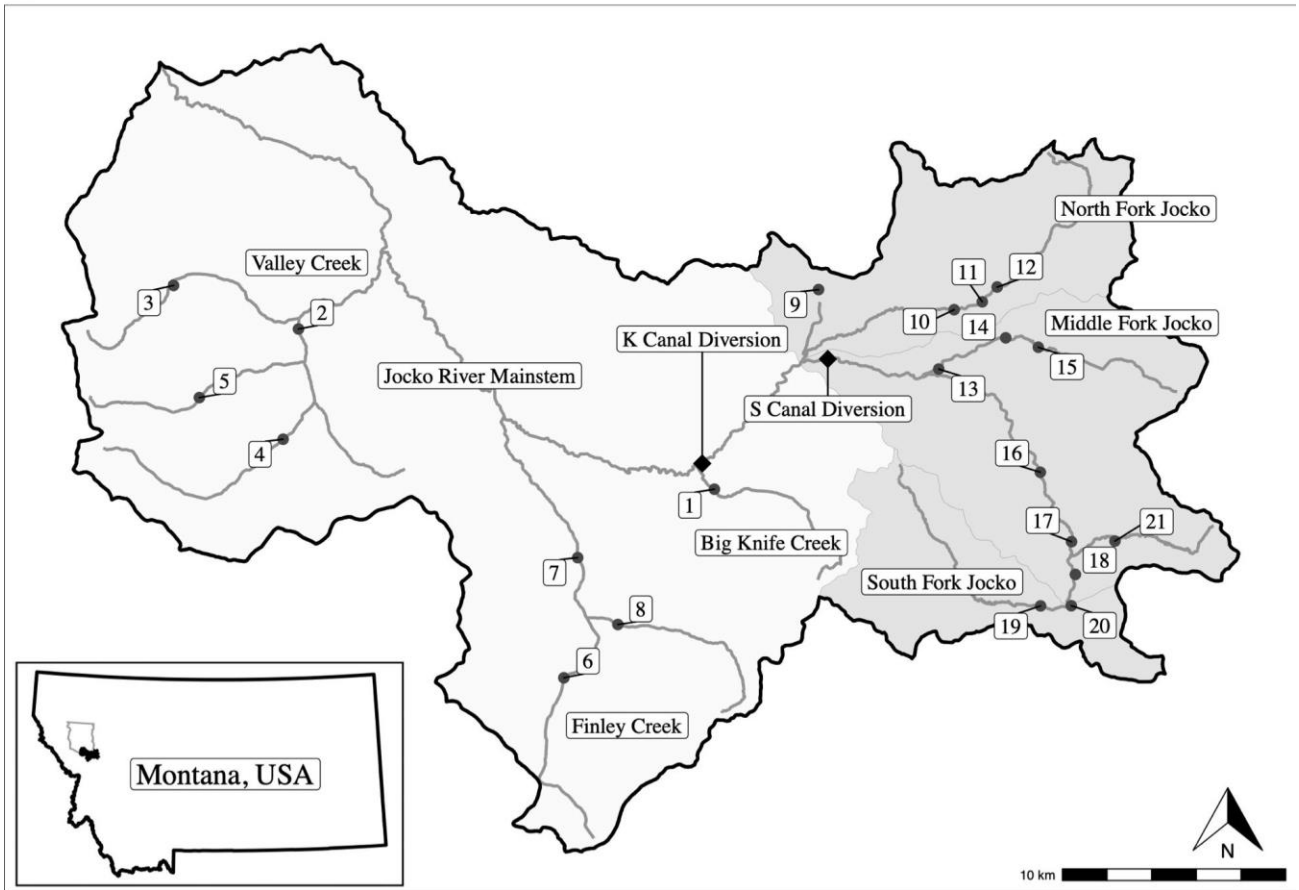 North Fork Jocko
Valley Creek
12
11
9
3
10
14
Middle Fork Jocko
2
K Canal Diversion
15
5
Jocko River Mainstem
13
S Canal Diversion
4
16
1
17
21
Big Knife Creek
7
18
South Fork Jocko
8
19
20
6
Finley Creek
Montana, USA
N
10 km